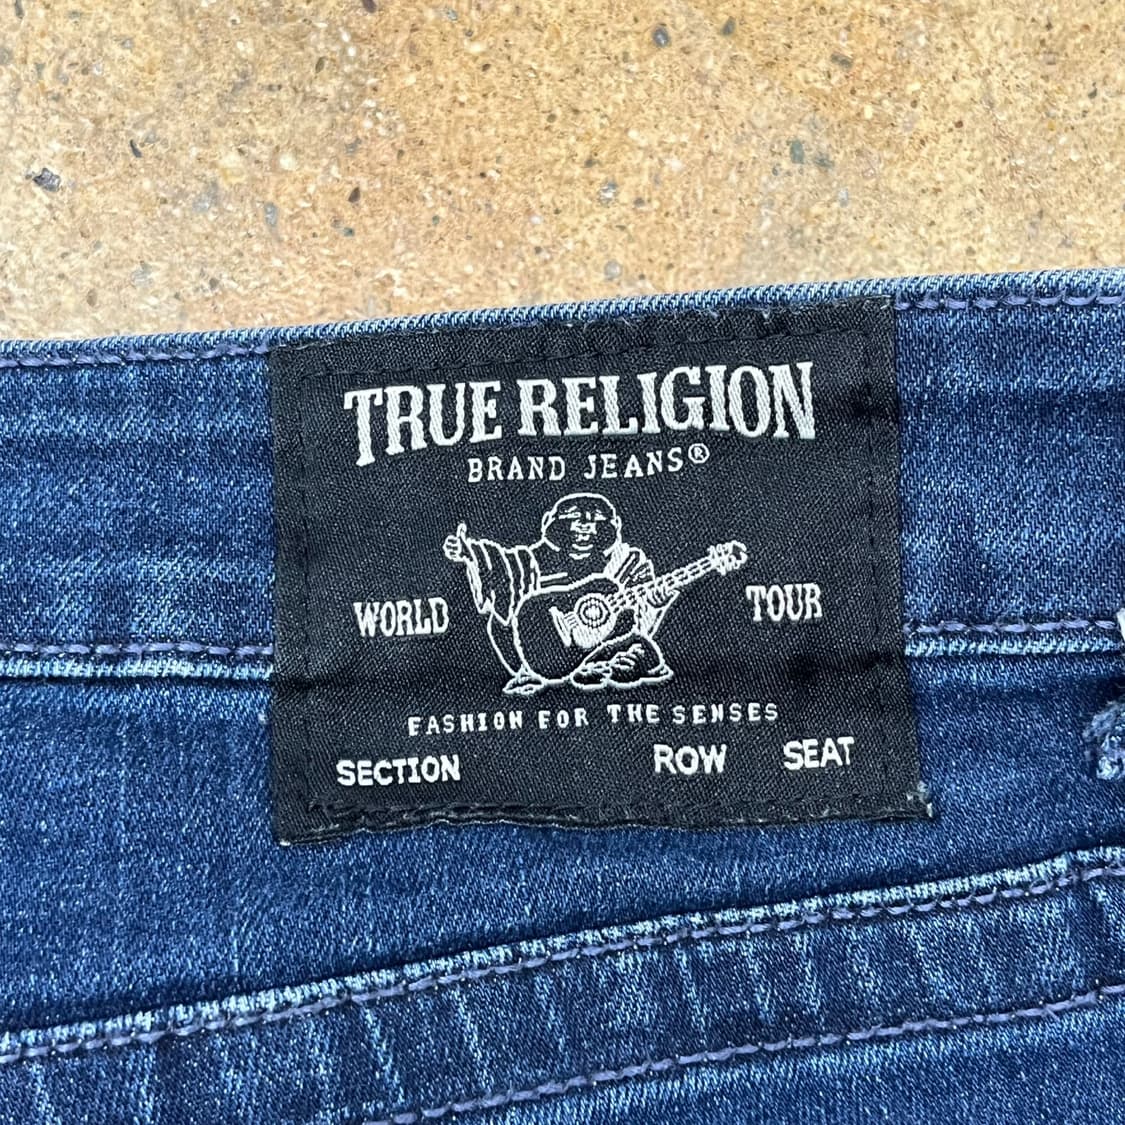 TRUE RELIGION
BRAND JEANS®
WORLD TOUR
FASHION FOR THE SENSES
SECTION ROW SEAT